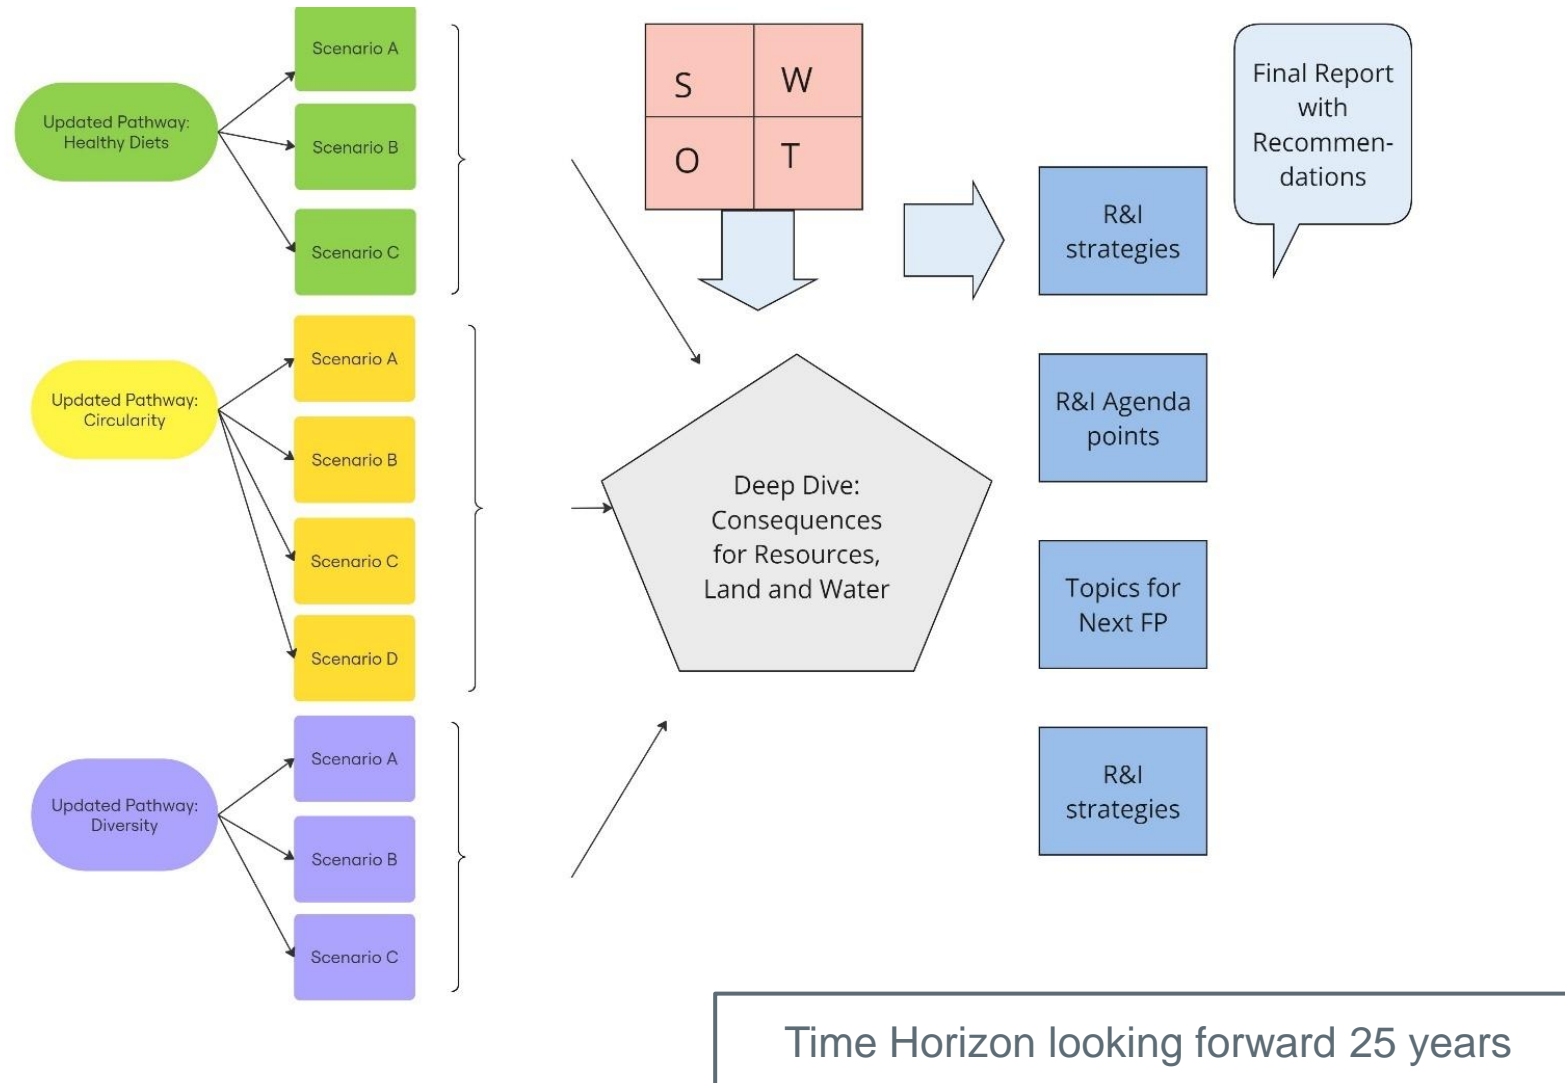 Updated Pathway:
Healthy Diets
Scenario A
Scenario B
Scenario C
Updated Pathway:
Circularity
Scenario A
Scenario B
Scenario C
Scenario D
Updated Pathway:
Diversity
Scenario A
Scenario B
Scenario C
S
W
O
T
Deep Dive:
Consequences
for Resources,
Land and Water
R&I
strategies
R&I Agenda
points
Topics for
Next FP
R&I
strategies
Final Report
with
Recommen-
dations
Time Horizon looking forward 25 years